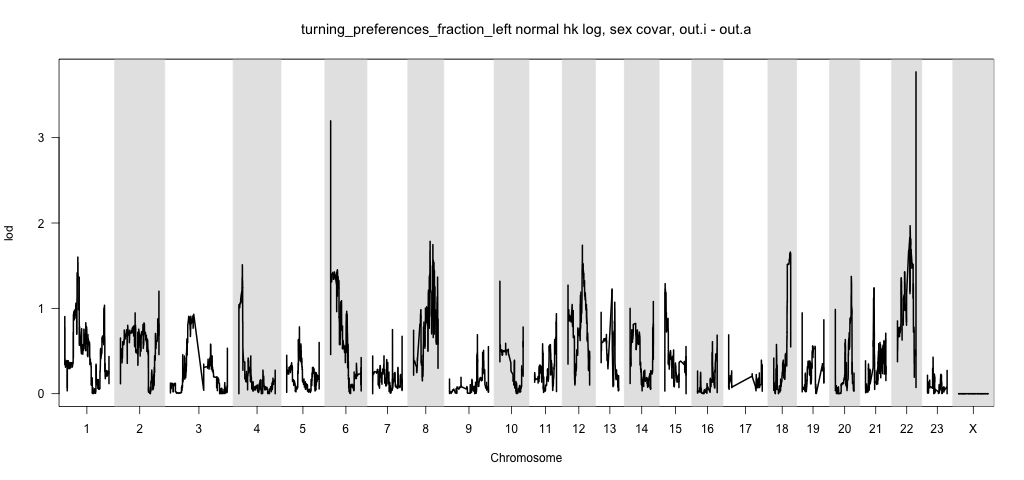 turning_preferences_fraction_left normal hk log, sex covar, out.i - out.a
3
2
1
0
lod
1 2 3 4 5 6 7 8 9 10 11 12 13 14 15 16 17 18 19 20 21 22 23 X
Chromosome